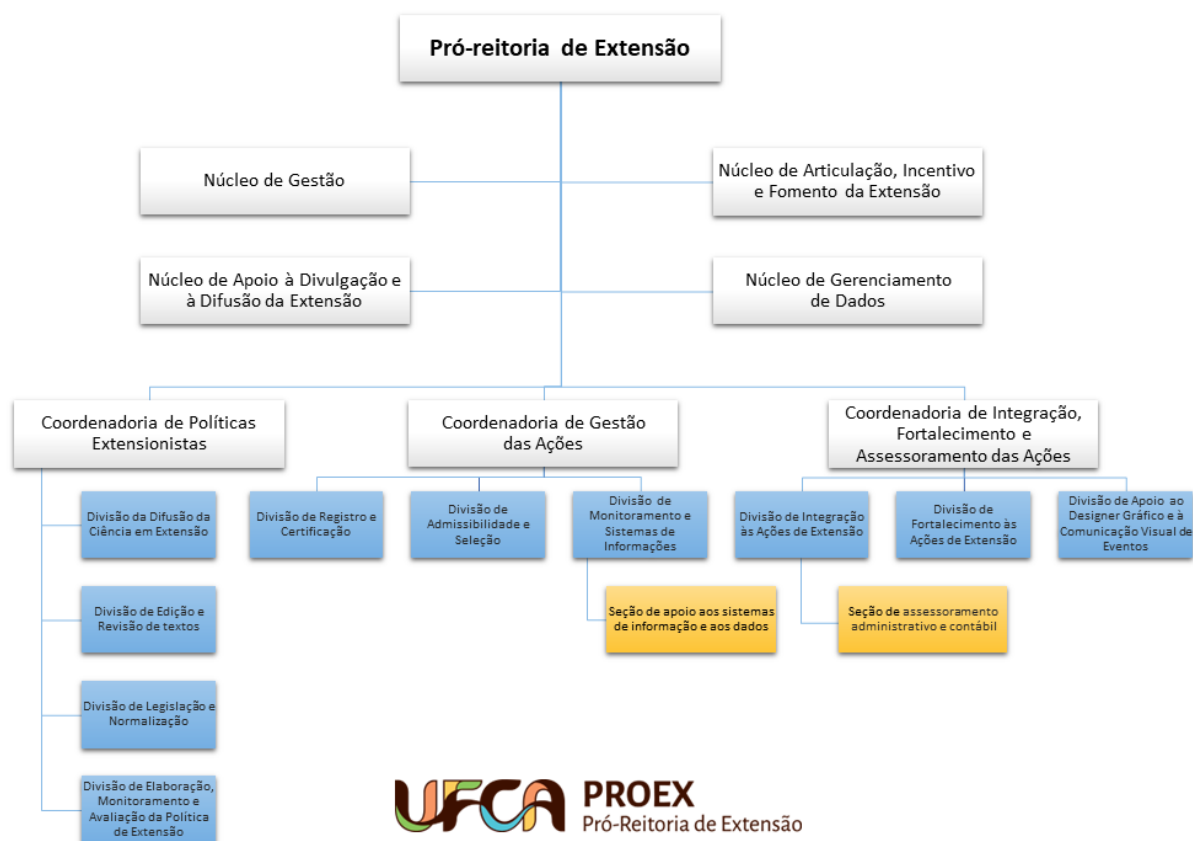 Pró-reitoria de Extensão
Núcleo de Gestão
Núcleo de Articulação, Incentivo
e Fomento da Extensão
Núcleo de Apoio à Divulgação e
à Difusão da Extensão
Núcleo de Gerenciamento
de Dados
Coordenadoria de Políticas
Extensionistas
Coordenadoria de Gestão
das Ações
Coordenadoria de Integração,
Fortalecimento e
Assessoramento das Ações
Divisão da Difusão da
Ciência em Extensão
Divisão de Registro e
Certificação
Divisão de
Admissibilidade e
Seleção
Divisão de
Monitoramento e
Sistemas de
Informações
Divisão de Integração
às Ações de Extensão
Divisão de
Fortalecimento às
Ações de Extensão
Divisão de Apoio ao
Designer Gráfico e à
Comunicação Visual de
Eventos
Divisão de Edição e
Revisão de textos
Seção de apoio aos sistemas
de informação e aos dados
Seção de assessoramento
administrativo e contábil
Divisão de Legislação e
Normalização
Divisão de Elaboração,
Monitoramento e
Avaliação da Política
de Extensão
UFCA
PROEX
Pró-Reitoria de Extensão